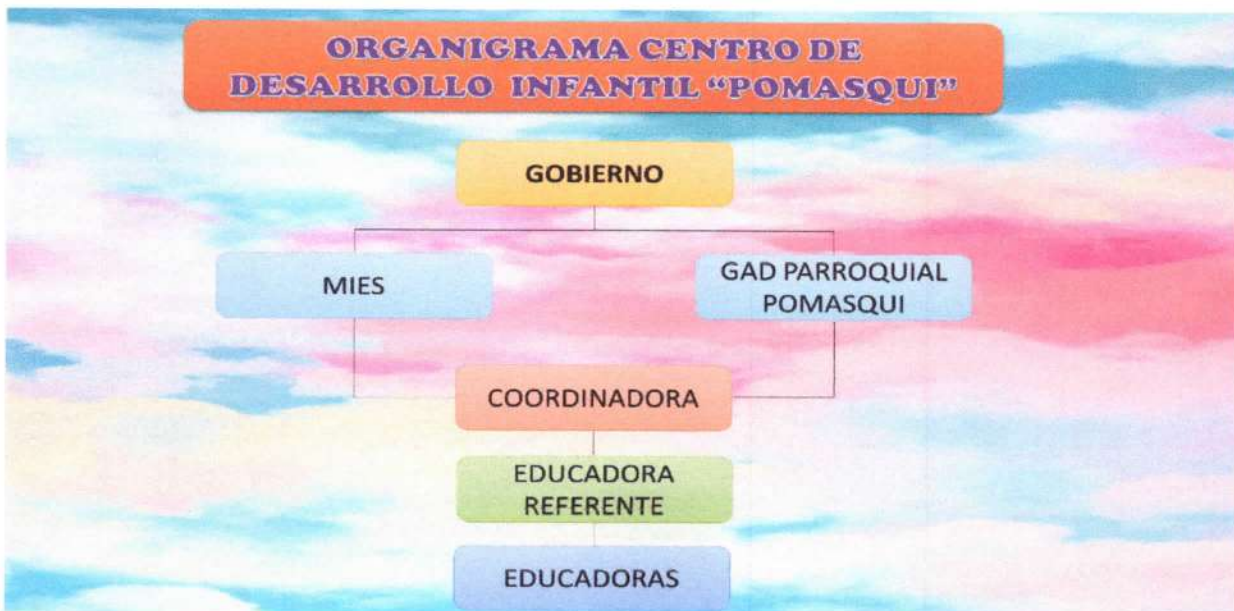 ORGANIGRAMA CENTRO DE
DESARROLLO INFANTIL “POMASQUI”
GOBIERNO
MIES
GAD PARROQUIAL
POMASQUI
COORDINADORA
EDUCADORA
REFERENTE
EDUCADORAS